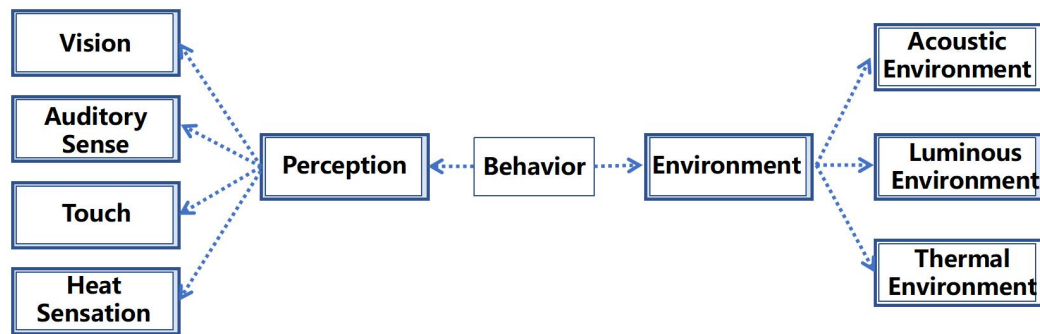 Vision
Auditory
Sense
Touch
Heat
Sensation
Perception
Behavior
Environment
Acoustic
Environment
Luminous
Environment
Thermal
Environment